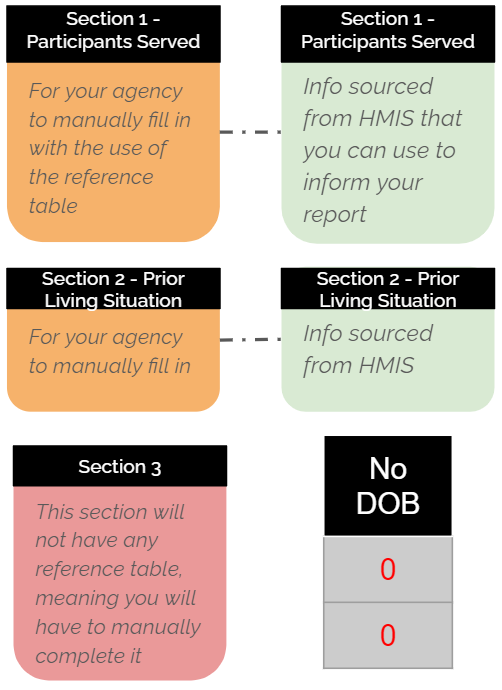 Section 1 -
Participants Served
For your agency
to manually fill in
with the use of
the reference
table
Section 1 -
Participants Served
Info sourced
from HMIS that
you can use to
inform your
report
Section 2 - Prior
Living Situation
For your agency
to manually fill in
Section 2 - Prior
Living Situation
Info sourced
from HMIS
Section 3
This section will
not have any
reference table,
meaning you will
have to manually
complete it
No
DOB
0
0